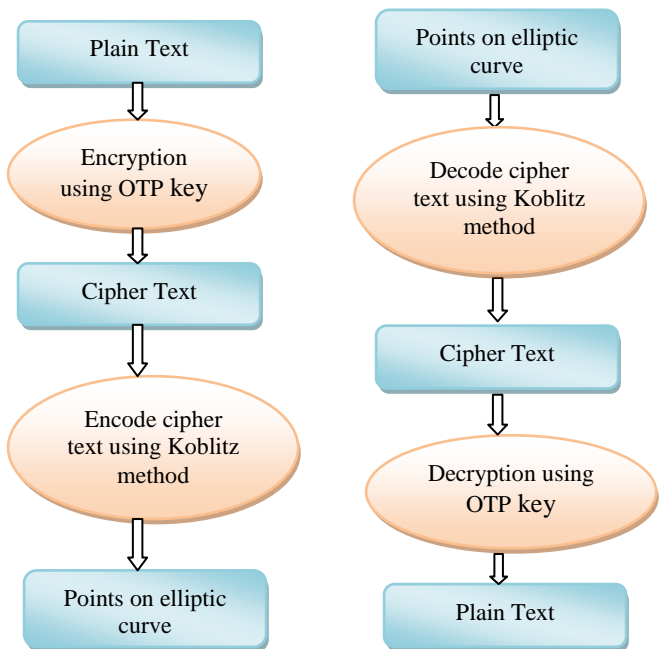 Plain Text
Encryption
using OTP key
Cipher Text
Encode cipher
text using Koblitz
method
Points on elliptic
curve
Points on elliptic
curve
Decode cipher
text using Koblitz
method
Cipher Text
Decryption using
OTP key
Plain Text